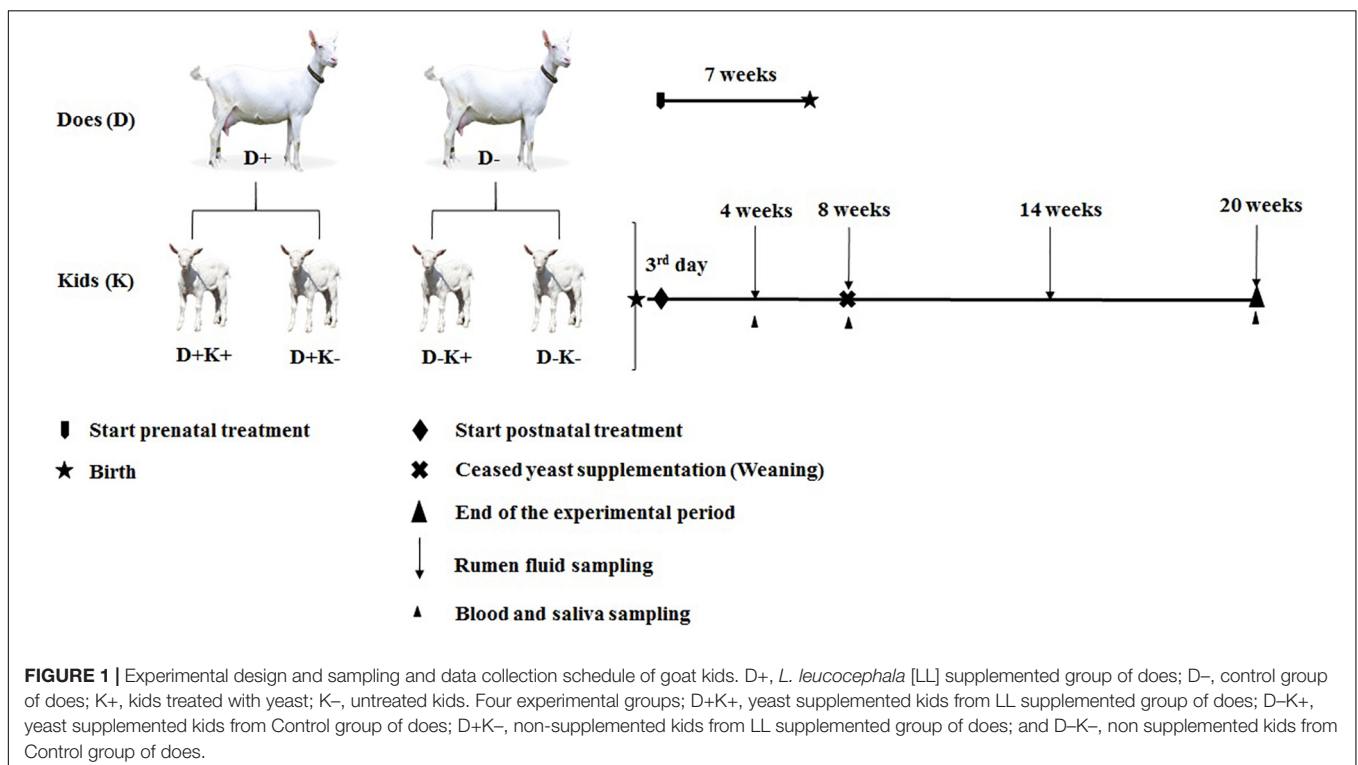 7 weeks
Does (D)
D+
D-
4 weeks
8 weeks
14 weeks
20 weeks
3rd day
Kids (K)
D+K+
D+K-
D-K+
D-K-
Start prenatal treatment
Start postnatal treatment
Birth
Ceased yeast supplementation (Weaning)
End of the experimental period
Rumen fluid sampling
Blood and saliva sampling
FIGURE 1 | Experimental design and sampling and data collection schedule of goat kids. D+, L. leucocephala [LL] supplemented group of does; D–, control group
of does; K+, kids treated with yeast; K–, untreated kids. Four experimental groups; D+K+, yeast supplemented kids from LL supplemented group of does; D–K+,
yeast supplemented kids from Control group of does; D+K–, non-supplemented kids from LL supplemented group of does; and D–K–, non supplemented kids from
Control group of does.